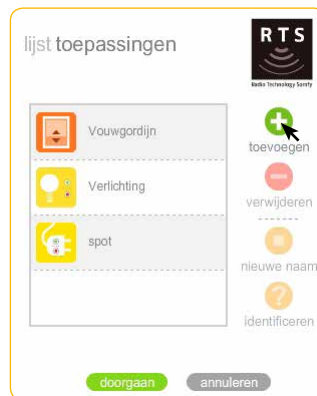 lijst toepassingen
RTS
Radio Technology Somfy
Vouwgordijn
Verlichting
spot
toevoegen
verwijderen
nieuwe naam
identificeren
doorgaan
annuleren